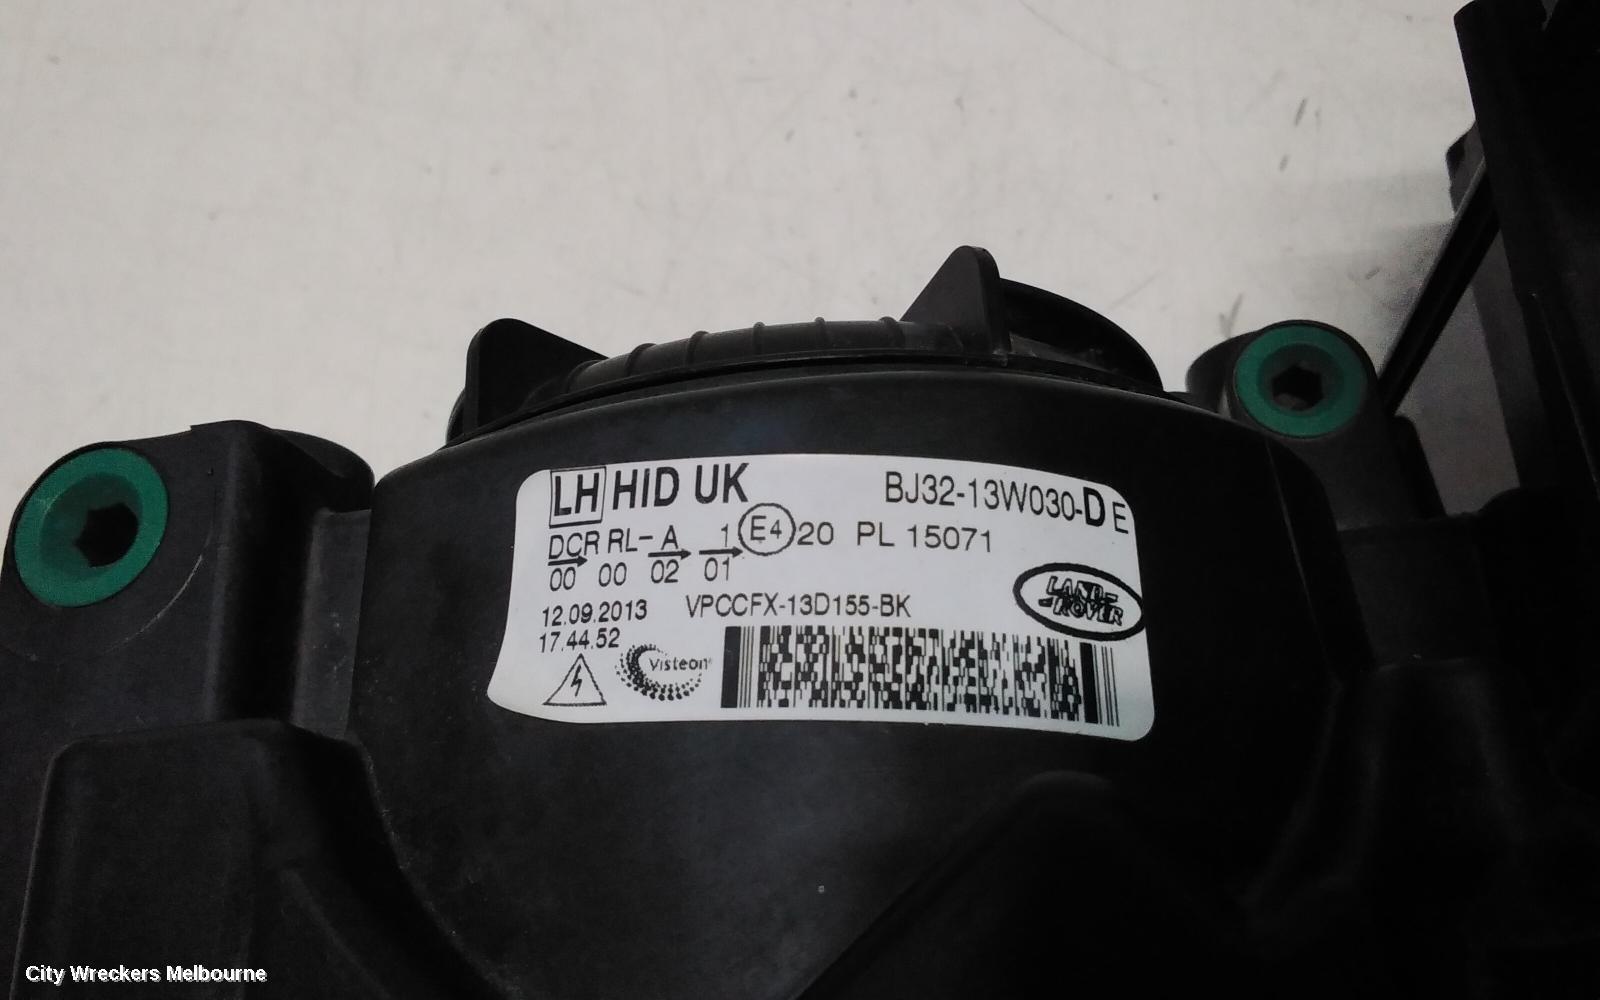 LH HID UK BJ32-13W030-D E
DCR RL- A 1 E4 20 PL 15071
00 00 02 01
12.09.2013 VPCCFX-13D155-BK
17.44.52
LAND-
-ROVER
Visteon
City Wreckers Melbourne